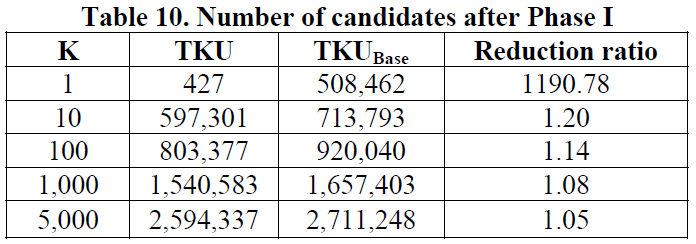 Table 10. Number of candidates after Phase I
K TKU TKUBase Reduction ratio
1 427 508,462 1190.78
10 597,301 713,793 1.20
100 803,377 920,040 1.14
1,000 1,540,583 1,657,403 1.08
5,000 2,594,337 2,711,248 1.05